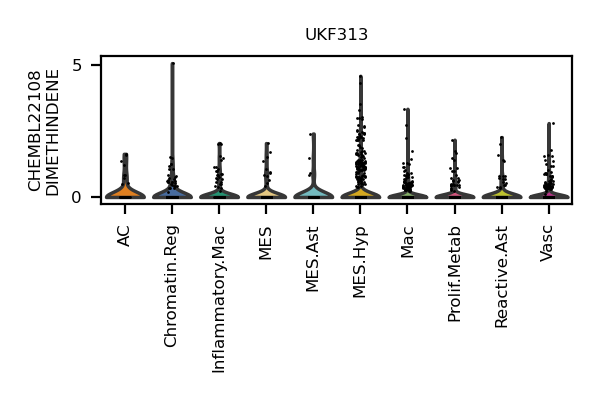 UKF313
CHEMBL22108
DIMETHINDENE
5
0
AC
Chromatin.Reg
Inflammatory.Mac
MES
MES.Ast
MES.Hyp
Mac
Prolif.Metab
Reactive.Ast
Vasc